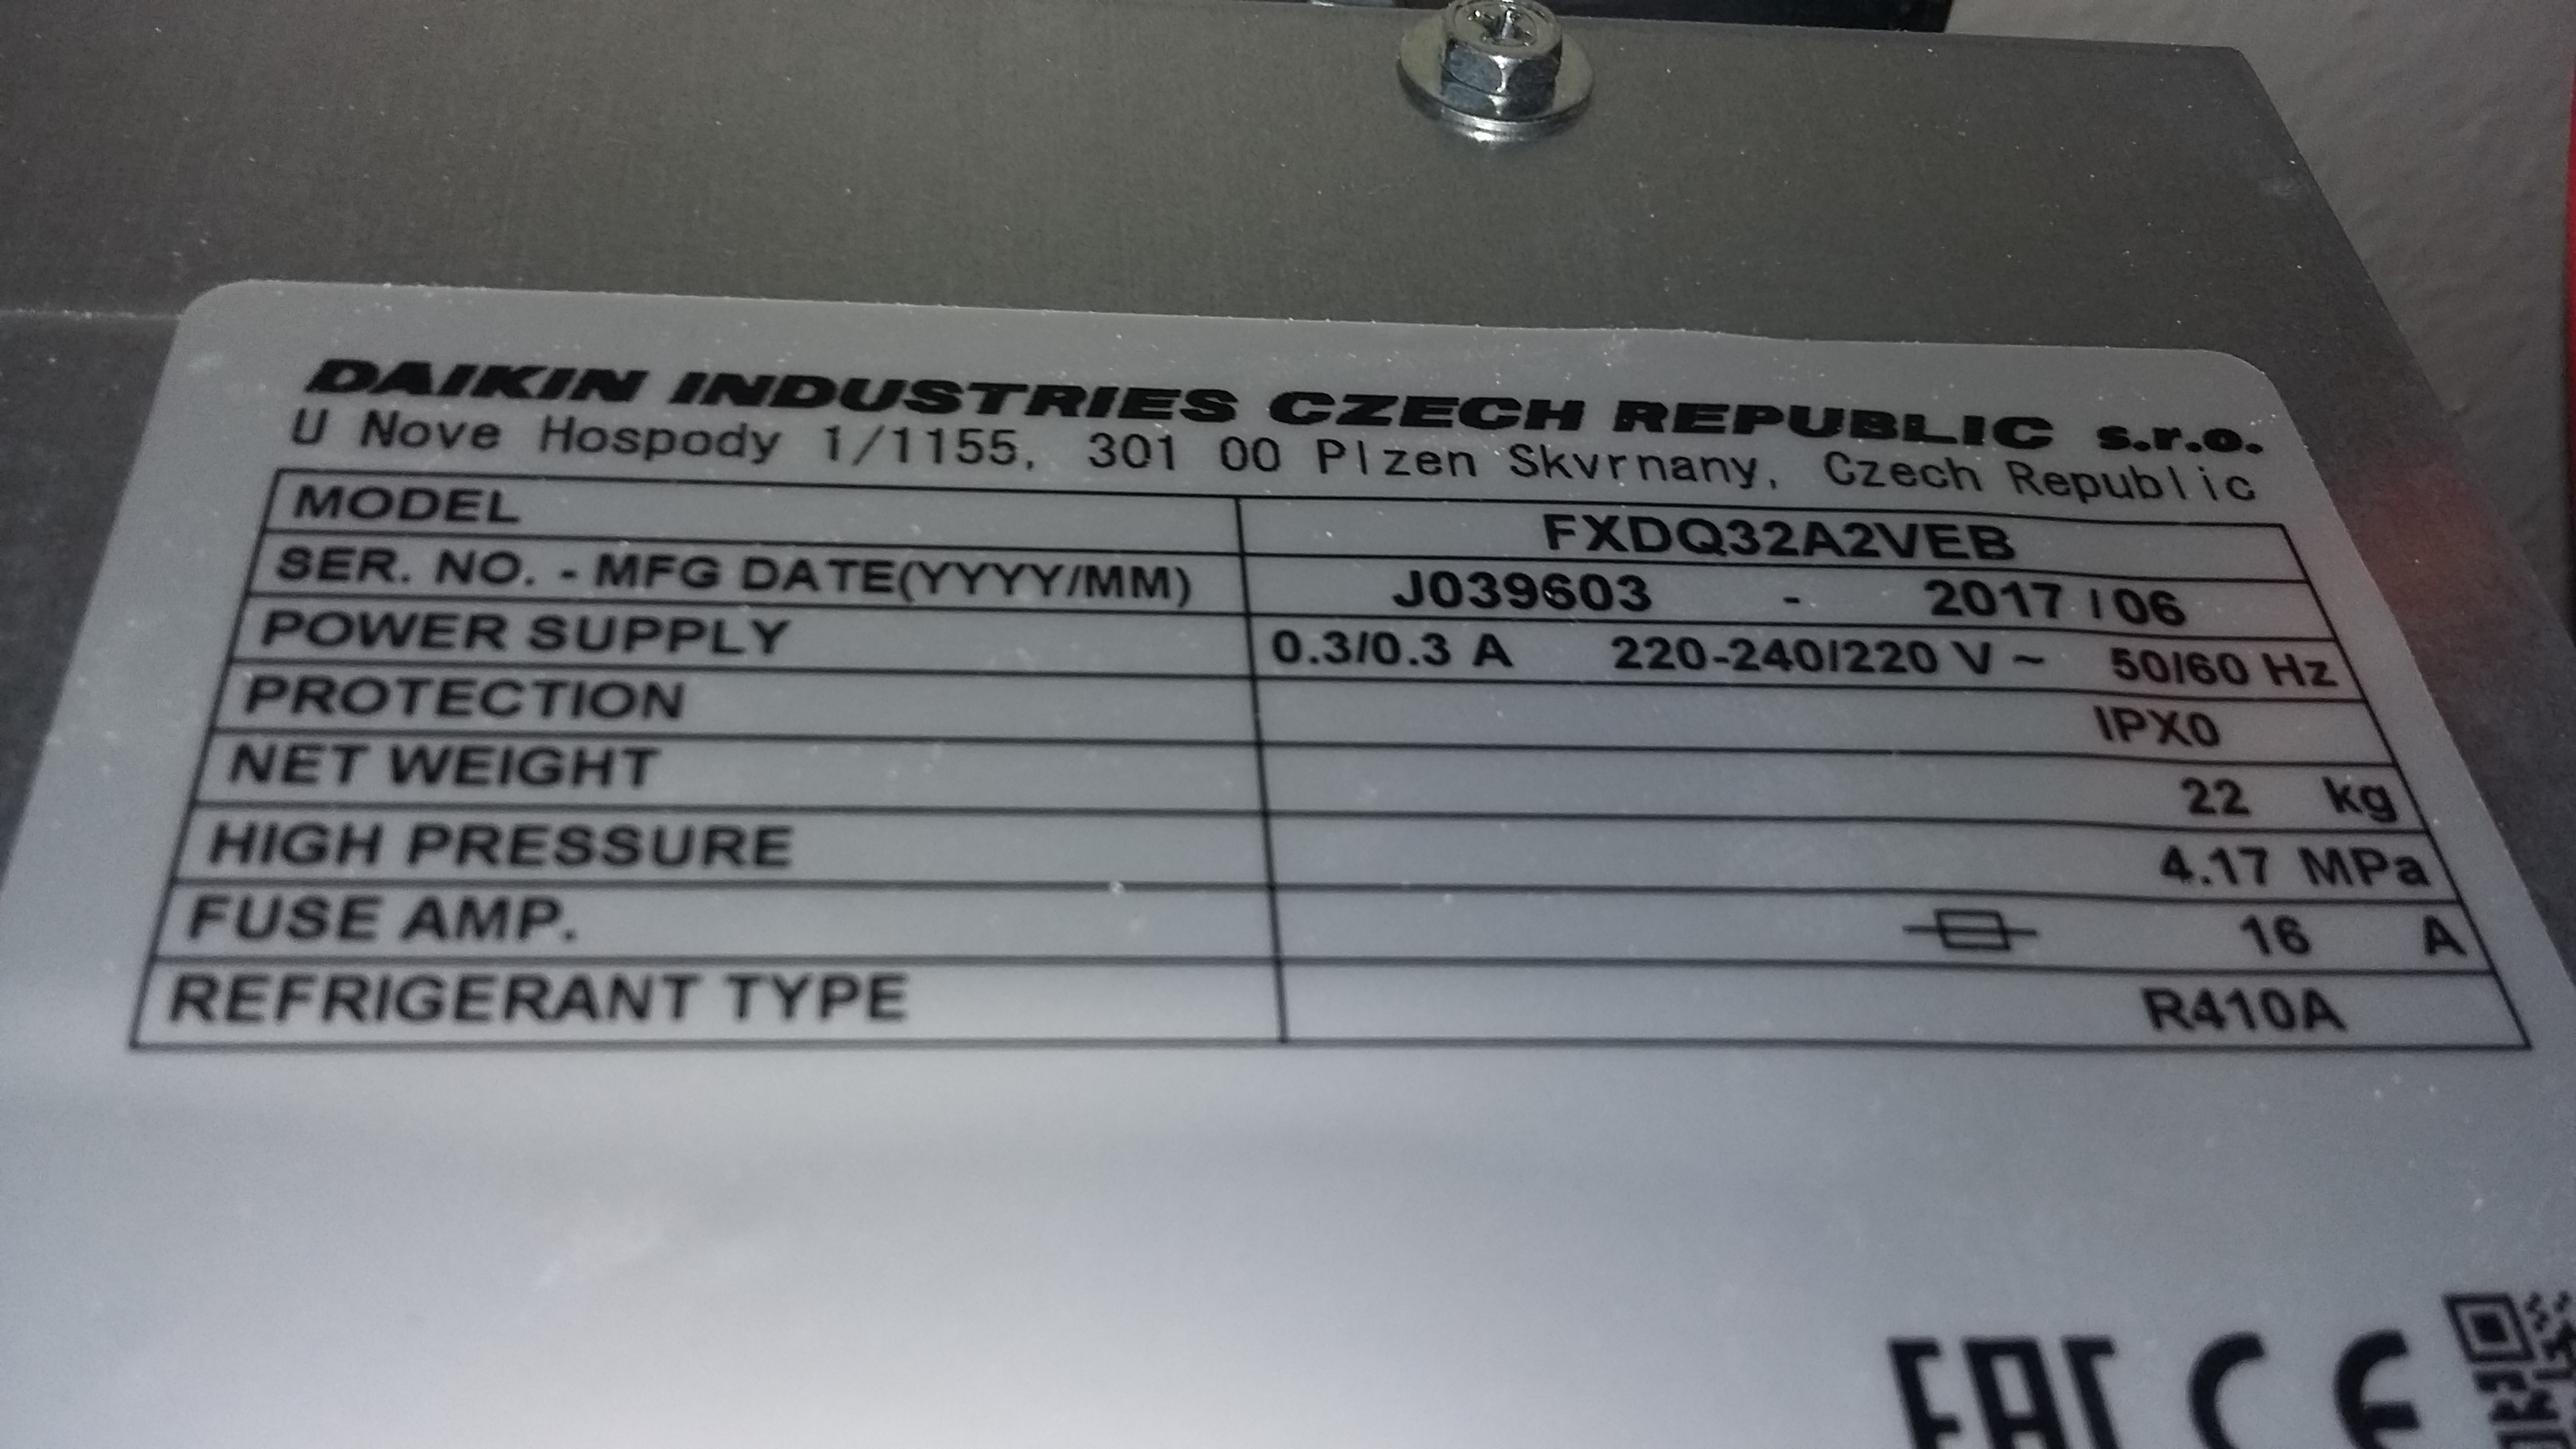 DAIKIN INDUSTRIES CZECH REPUBLIC s.r.o.
U Nove Hospody 1/1155, 301 00 Plzen Skvrnany, Czech Republic
MODEL FXDQ32A2VEB
SER. NO. - MFG DATE(YYYY/MM) J039603 - 2017 / 06
POWER SUPPLY 0.3/0.3 A 220-240/220 V ~ 50/60 Hz
PROTECTION IPX0
NET WEIGHT 22 kg
HIGH PRESSURE 4.17 MPa
FUSE AMP. 16 A
REFRIGERANT TYPE R410A
EAC CE